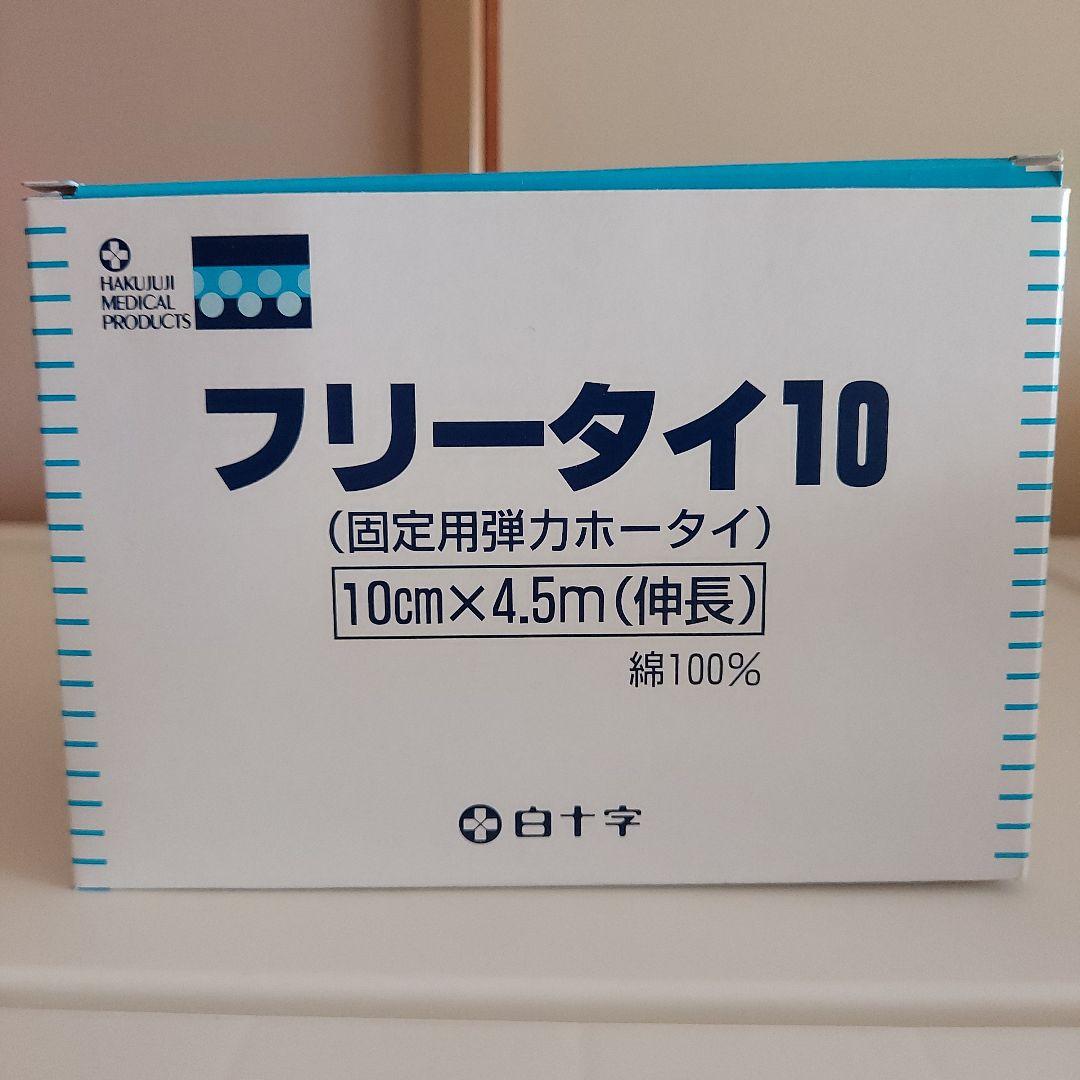 HAKUJUJI
MEDICAL
PRODUCTS
フリータイ10
(固定用弾力ホータイ)
10cm×4.5m(伸長)
綿100%
白十字